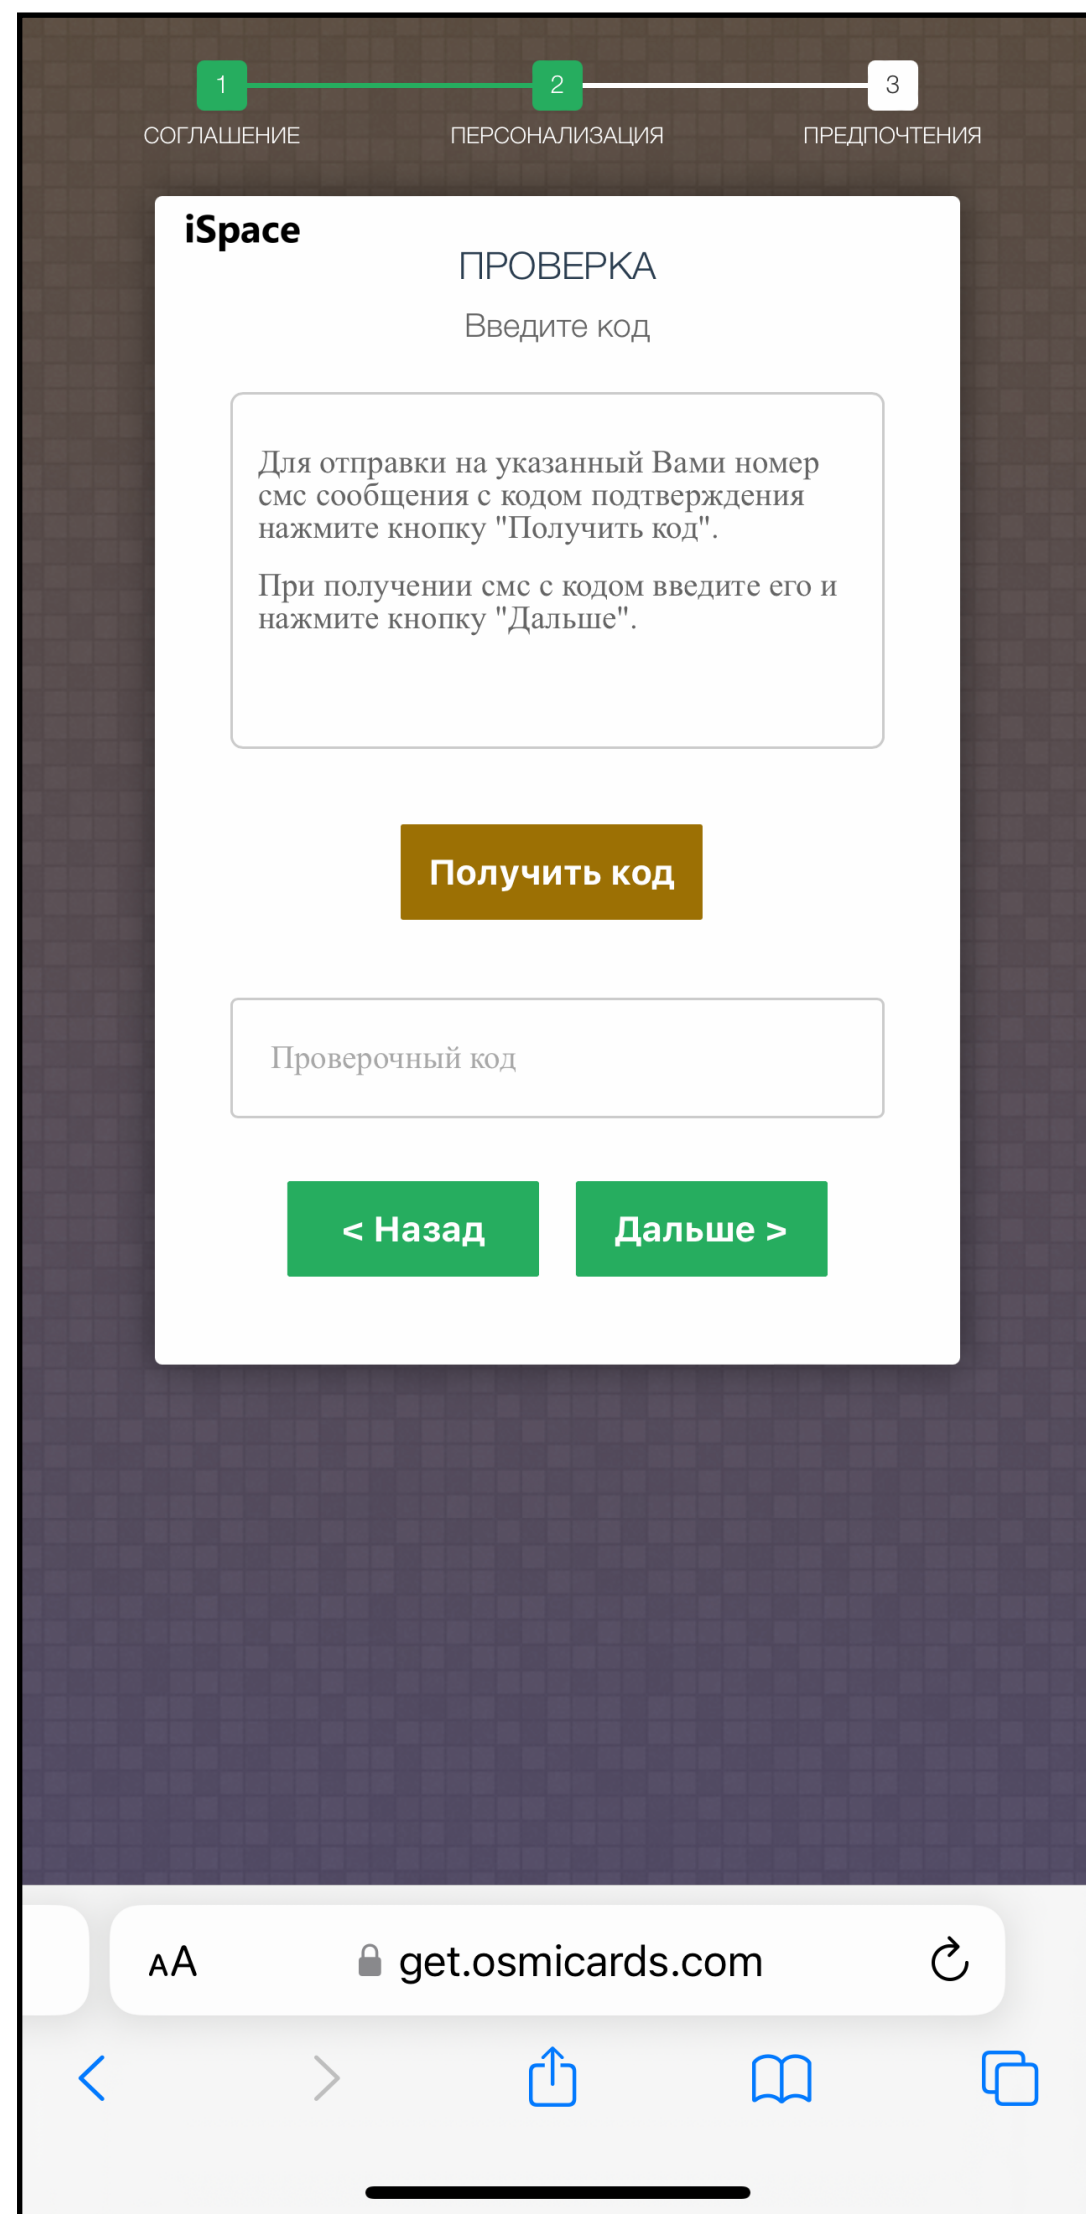 1
2
3
СОГЛАШЕНИЕ
ПЕРСОНАЛИЗАЦИЯ
ПРЕДПОЧТЕНИЯ
iSpace
ПРОВЕРКА
Введите код
Для отправки на указанный Вами номер
смс сообщения с кодом подтверждения
нажмите кнопку "Получить код".
При получении смс с кодом введите его и
нажмите кнопку "Дальше".
Получить код
Проверочный код
< Назад
Дальше >
AA
get.osmicards.com